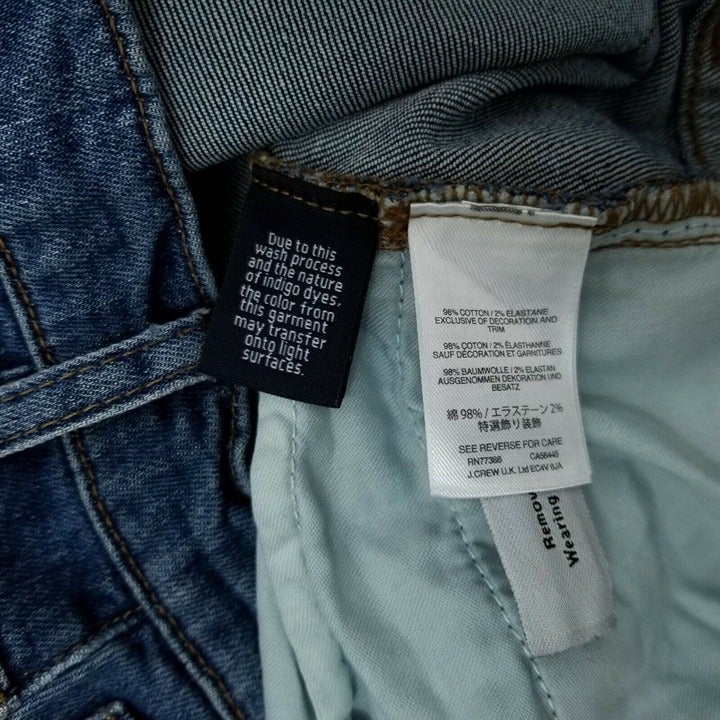 Due to this
wash process
and the nature
of indigo dyes,
the color from
this garment
may transfer
onto light
surfaces.
98% COTTON / 2% ELASTANE
EXCLUSIVE OF DECORATION AND
TRIM
98% COTON / 2% ÉLASTHANNE
SAUF DÉCORATION ET GARNITURES
98% BAUMWOLLE / 2% ELASTAN
AUSGENOMMEN DEKORATION UND
BESATZ
綿 98% / エラステーン 2%
特選飾り装飾
SEE REVERSE FOR CARE
RN77388 CA56445
J.CREW U.K. Ltd EC4V 6JA
Remov
Wearing